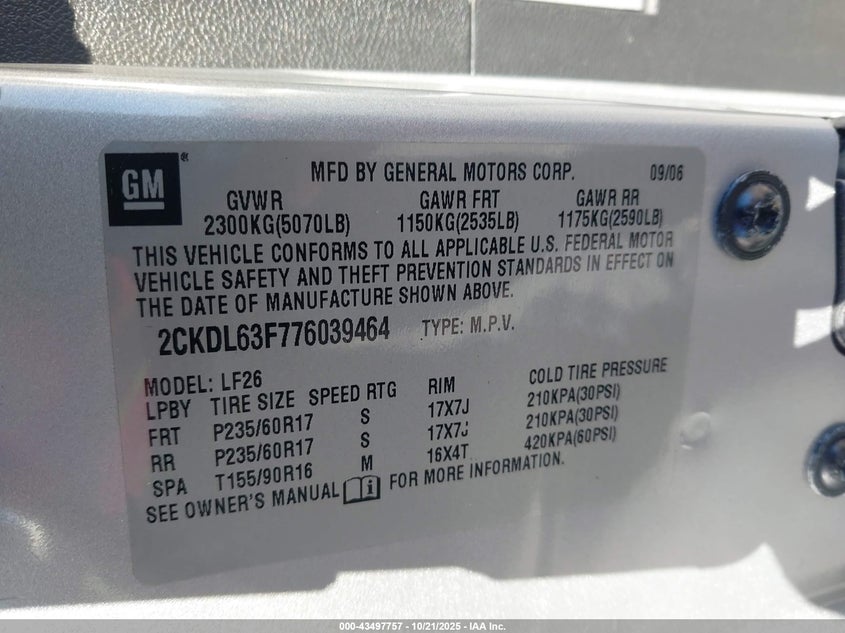 GM ®
MFD BY GENERAL MOTORS CORP. 09/06
GVWR GAWR FRT GAWR RR
2300KG(5070LB) 1150KG(2535LB) 1175KG(2590LB)
THIS VEHICLE CONFORMS TO ALL APPLICABLE U.S. FEDERAL MOTOR
VEHICLE SAFETY AND THEFT PREVENTION STANDARDS IN EFFECT ON
THE DATE OF MANUFACTURE SHOWN ABOVE.
2CKDL63F776039464 TYPE: M.P.V.
MODEL: LF26
LPBY TIRE SIZE SPEED RTG RIM COLD TIRE PRESSURE
FRT P235/60R17 S 17X7J 210KPA(30PSI)
RR P235/60R17 S 17X7J 210KPA(30PSI)
SPA T155/90R16 M 16X4T 420KPA(60PSI)
SEE OWNER'S MANUAL i FOR MORE INFORMATION.
000-43497757 - 10/21/2025 - IAA Inc.